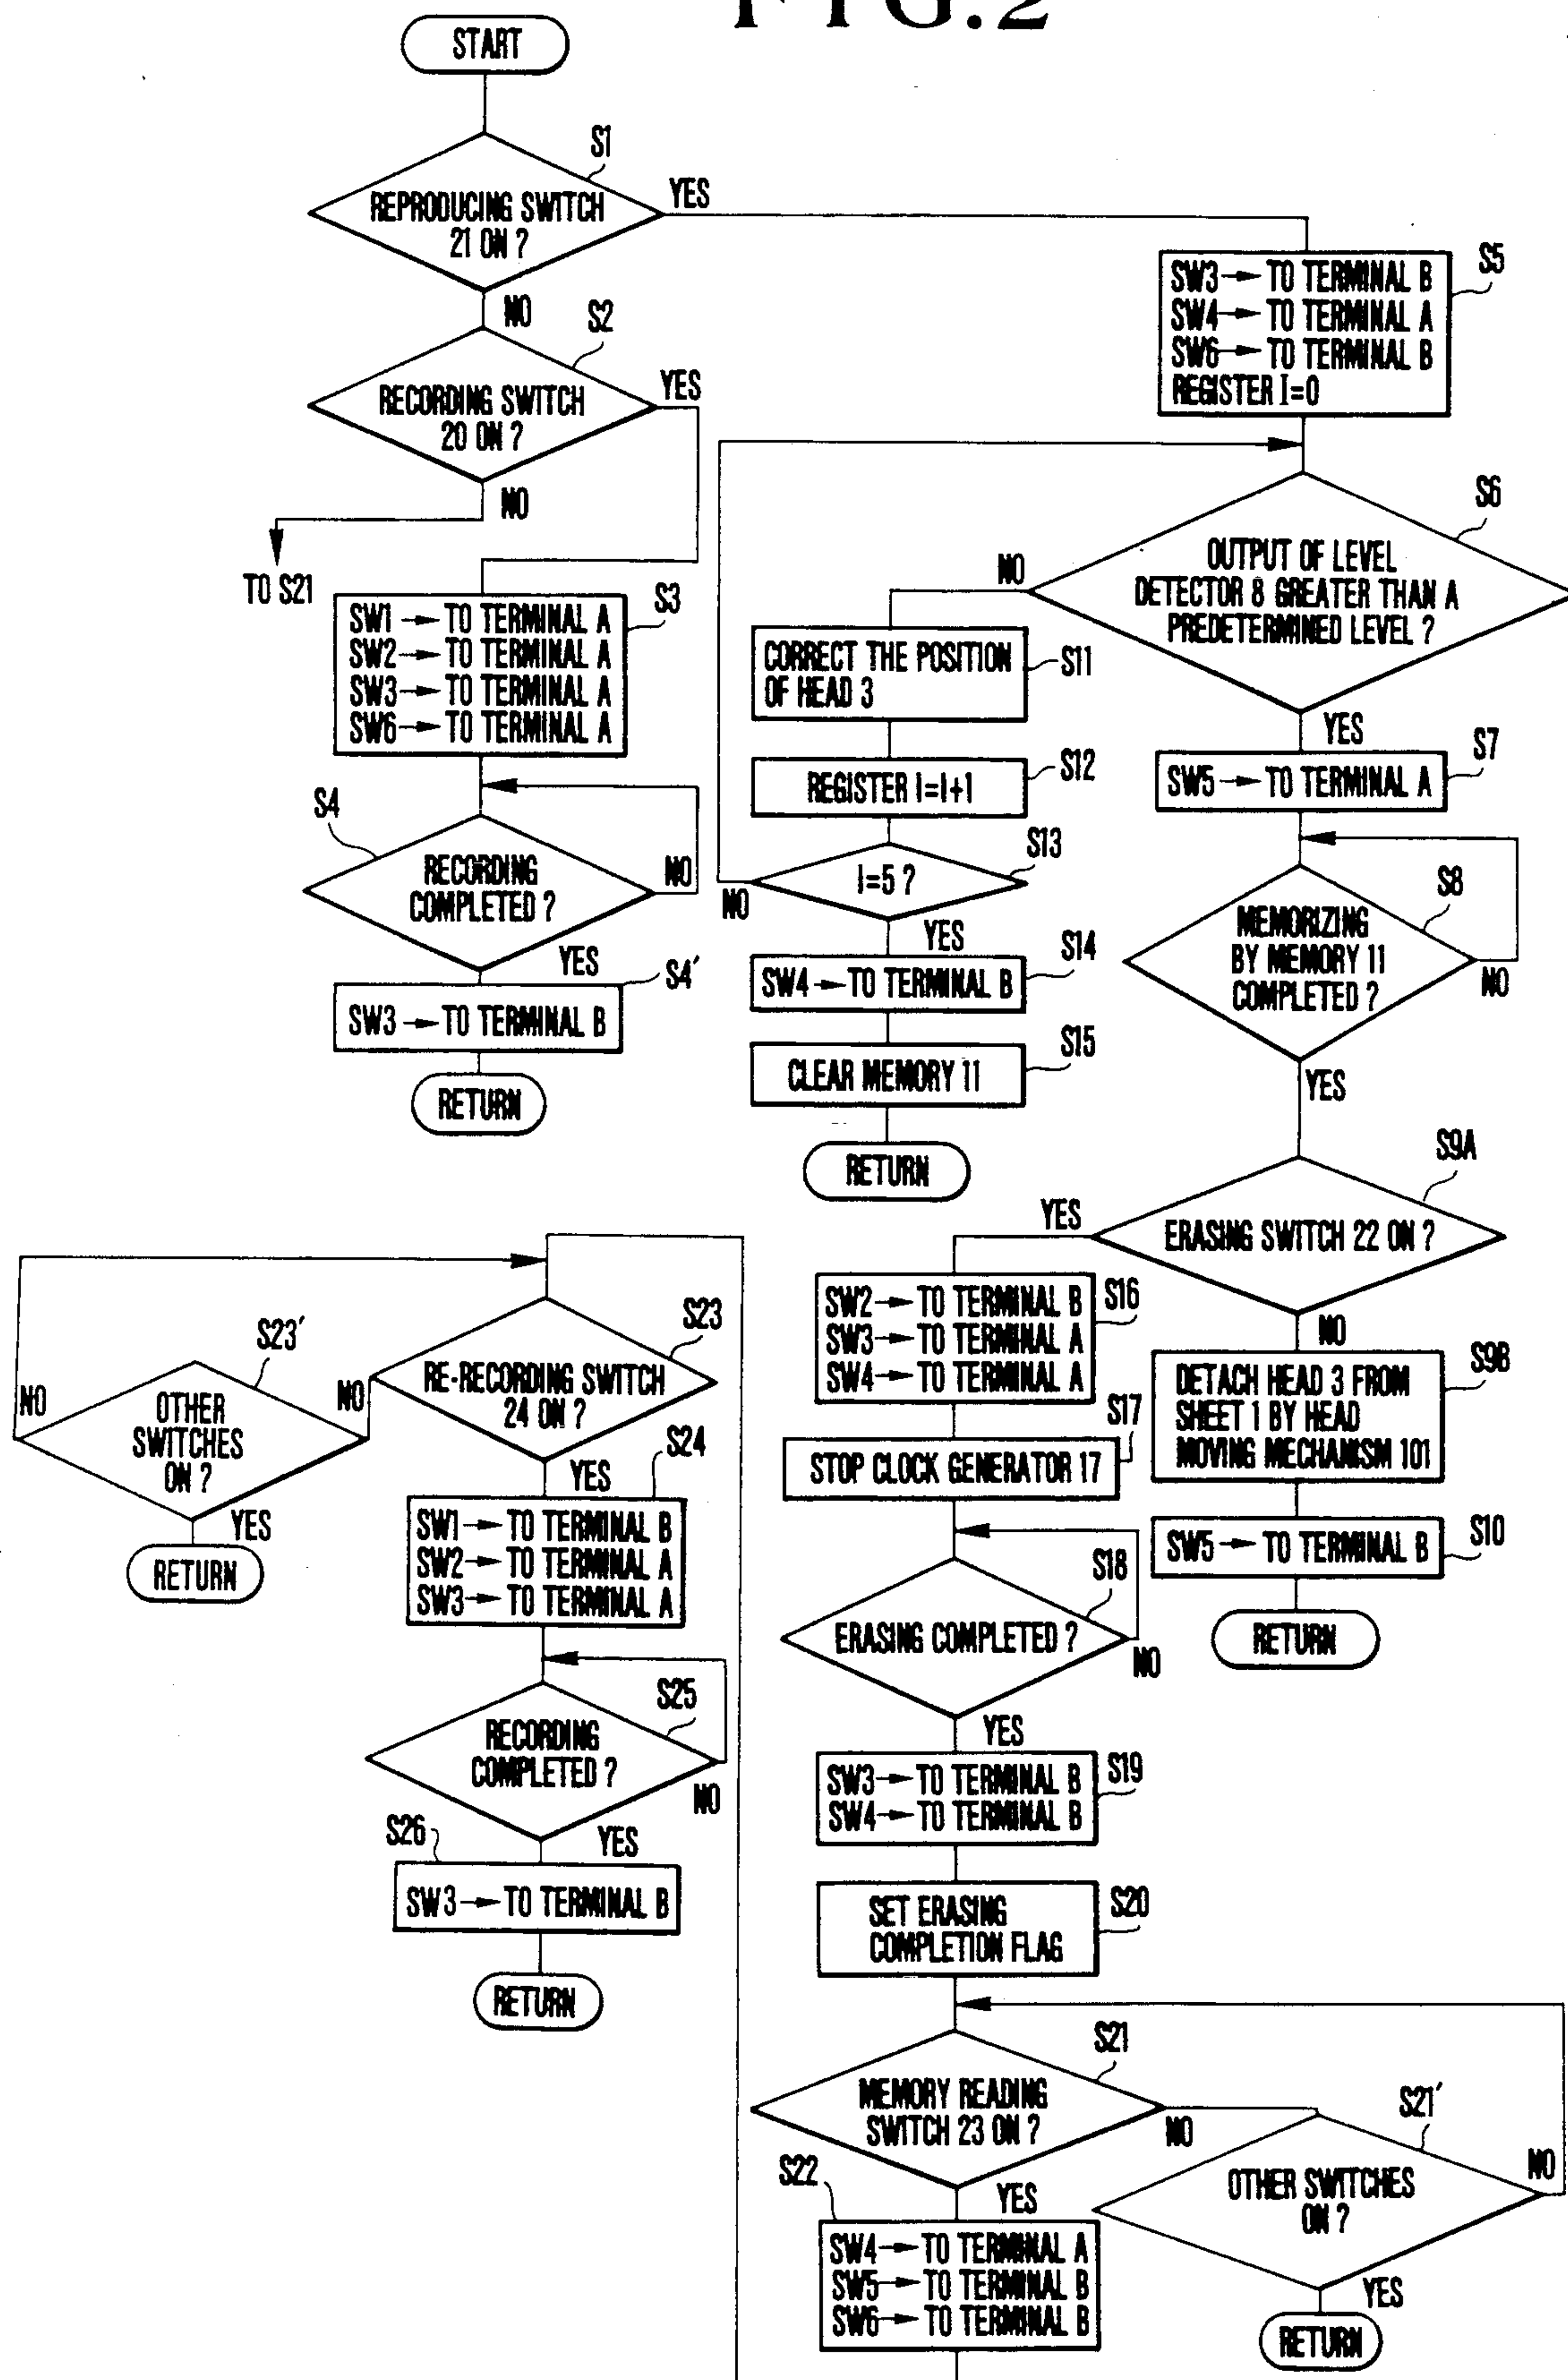 FIG.2
START
S1
REPRODUCING SWITCH
21 ON ?
YES
NO
S2
RECORDING SWITCH
20 ON ?
YES
NO
TO S21
S3
SW1 → TO TERMINAL A
SW2 → TO TERMINAL A
SW3 → TO TERMINAL A
SW6 → TO TERMINAL A
S4
RECORDING
COMPLETED ?
NO
YES
S4′
SW3 → TO TERMINAL B
RETURN
S5
SW3 → TO TERMINAL B
SW4 → TO TERMINAL A
SW6 → TO TERMINAL B
REGISTER I=0
S6
OUTPUT OF LEVEL
DETECTOR 8 GREATER THAN A
PREDETERMINED LEVEL ?
NO
YES
S11
CORRECT THE POSITION
OF HEAD 3
S12
REGISTER I=I+1
S13
I=5 ?
NO
YES
S14
SW4 → TO TERMINAL B
S15
CLEAR MEMORY 11
RETURN
S7
SW5 → TO TERMINAL A
S8
MEMORIZING
BY MEMORY 11
COMPLETED ?
NO
YES
S9A
ERASING SWITCH 22 ON ?
YES
NO
S9B
DETACH HEAD 3 FROM
SHEET 1 BY HEAD
MOVING MECHANISM 101
S10
SW5 → TO TERMINAL B
RETURN
S16
SW2 → TO TERMINAL B
SW3 → TO TERMINAL A
SW4 → TO TERMINAL A
S17
STOP CLOCK GENERATOR 17
S18
ERASING COMPLETED ?
NO
YES
S19
SW3 → TO TERMINAL B
SW4 → TO TERMINAL B
S20
SET ERASING
COMPLETION FLAG
S21
MEMORY READING
SWITCH 23 ON ?
NO
YES
S21′
OTHER SWITCHES
ON ?
NO
YES
RETURN
S22
SW4 → TO TERMINAL A
SW5 → TO TERMINAL B
SW6 → TO TERMINAL B
S23
RE-RECORDING SWITCH
24 ON ?
NO
YES
S23′
OTHER
SWITCHES
ON ?
NO
YES
RETURN
S24
SW1 → TO TERMINAL B
SW2 → TO TERMINAL A
SW3 → TO TERMINAL A
S25
RECORDING
COMPLETED ?
NO
YES
S26
SW3 → TO TERMINAL B
RETURN